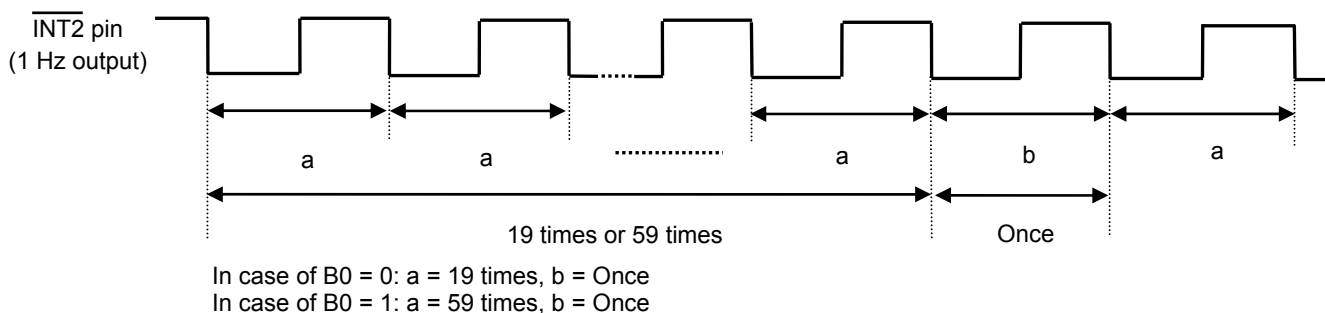 INT2 pin
(1 Hz output)
a
a
a
b
a
19 times or 59 times
Once
In case of B0 = 0: a = 19 times, b = Once
In case of B0 = 1: a = 59 times, b = Once